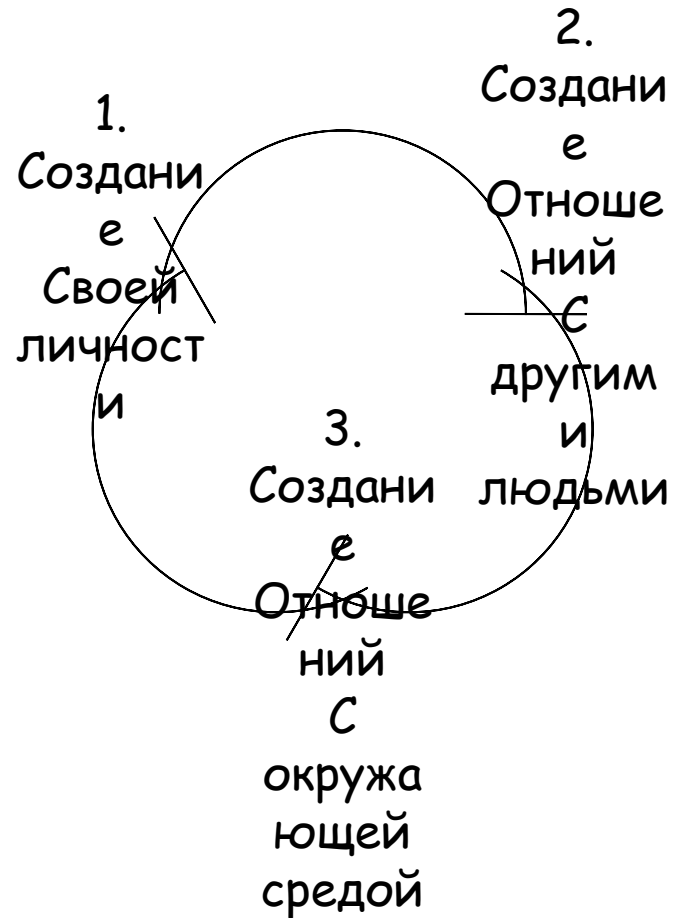 1.
Создани
е
Своей
личност
и
2.
Создани
е
Отноше
ний
С
другим
и
людьми
3.
Создани
е
Отноше
ний
С
окружа
ющей
средой